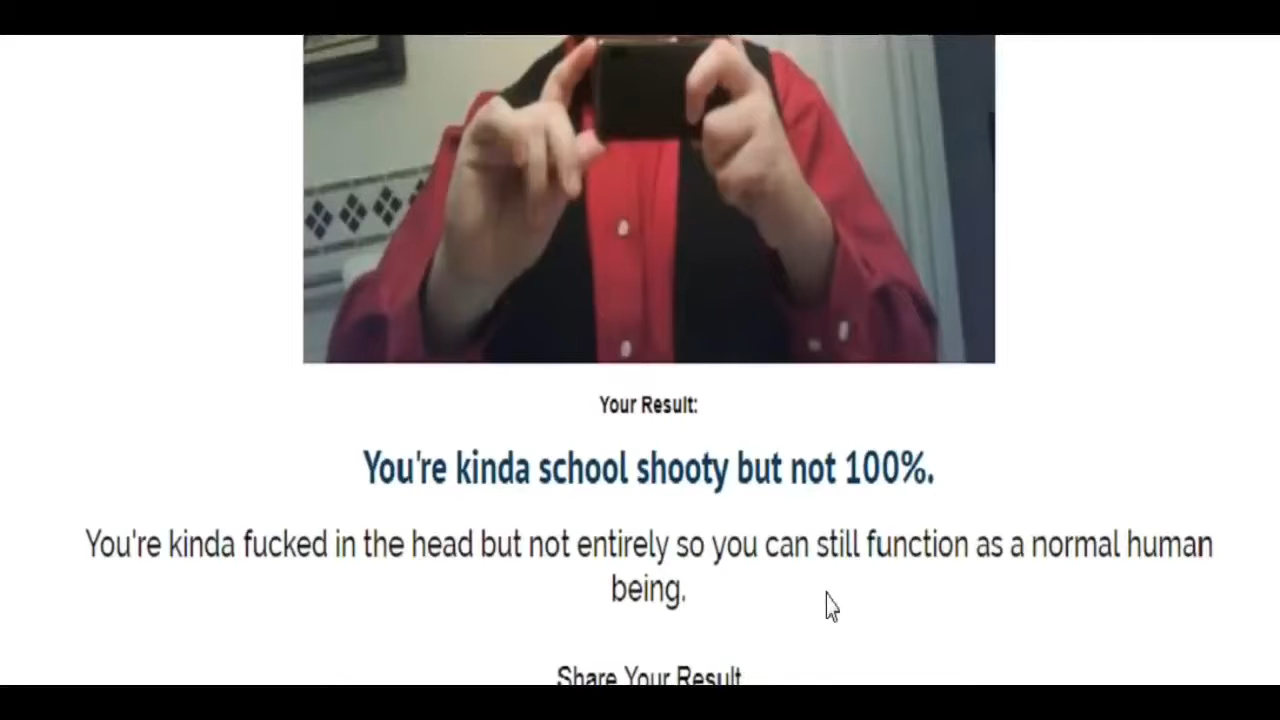 Your Result:
You're kinda school shooty but not 100%.
You're kinda fucked in the head but not entirely so you can still function as a normal human
being.
Share Your Result